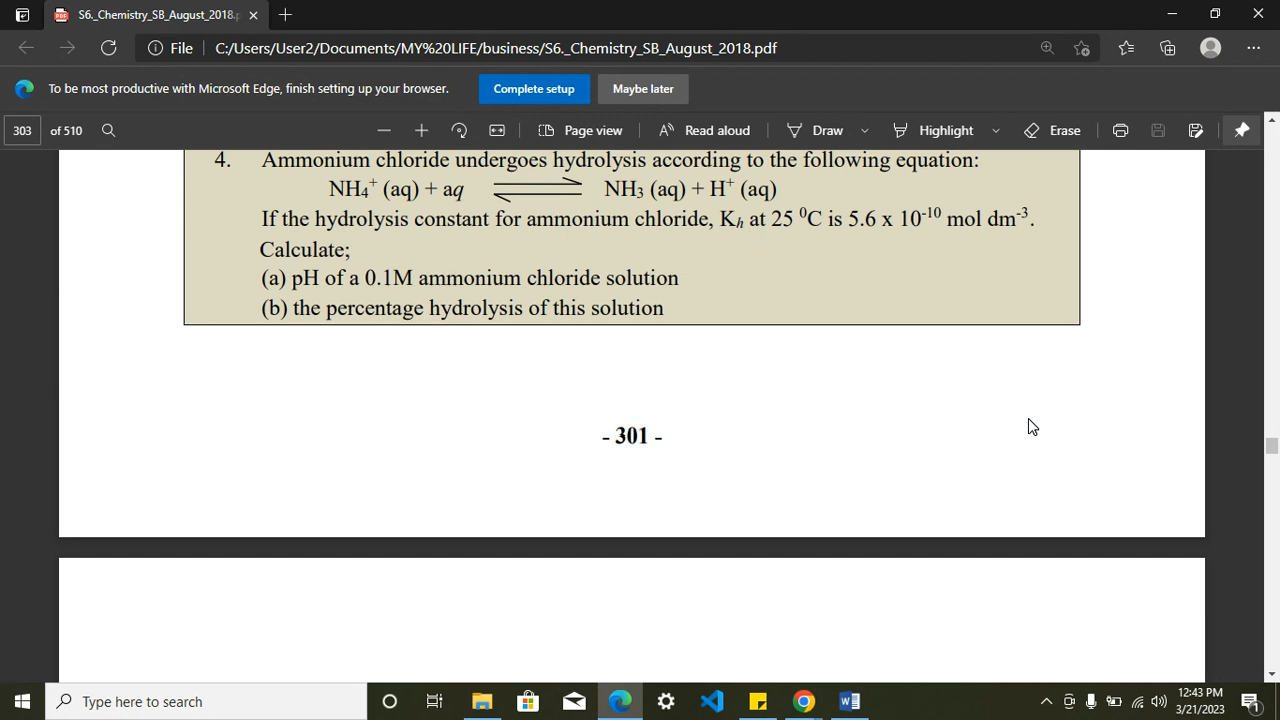 S6._Chemistry_SB_August_2018.p
File C:/Users/User2/Documents/MY%20LIFE/business/S6._Chemistry_SB_August_2018.pdf
To be most productive with Microsoft Edge, finish setting up your browser. Complete setup Maybe later
303 of 510 Page view Read aloud Draw Highlight Erase
4. Ammonium chloride undergoes hydrolysis according to the following equation:
NH₄⁺ (aq) + aq ⇌ NH₃ (aq) + H⁺ (aq)
If the hydrolysis constant for ammonium chloride, Kₕ at 25 ⁰C is 5.6 x 10⁻¹⁰ mol dm⁻³.
Calculate;
(a) pH of a 0.1M ammonium chloride solution
(b) the percentage hydrolysis of this solution
- 301 -
Type here to search
12:43 PM
3/21/2023
1